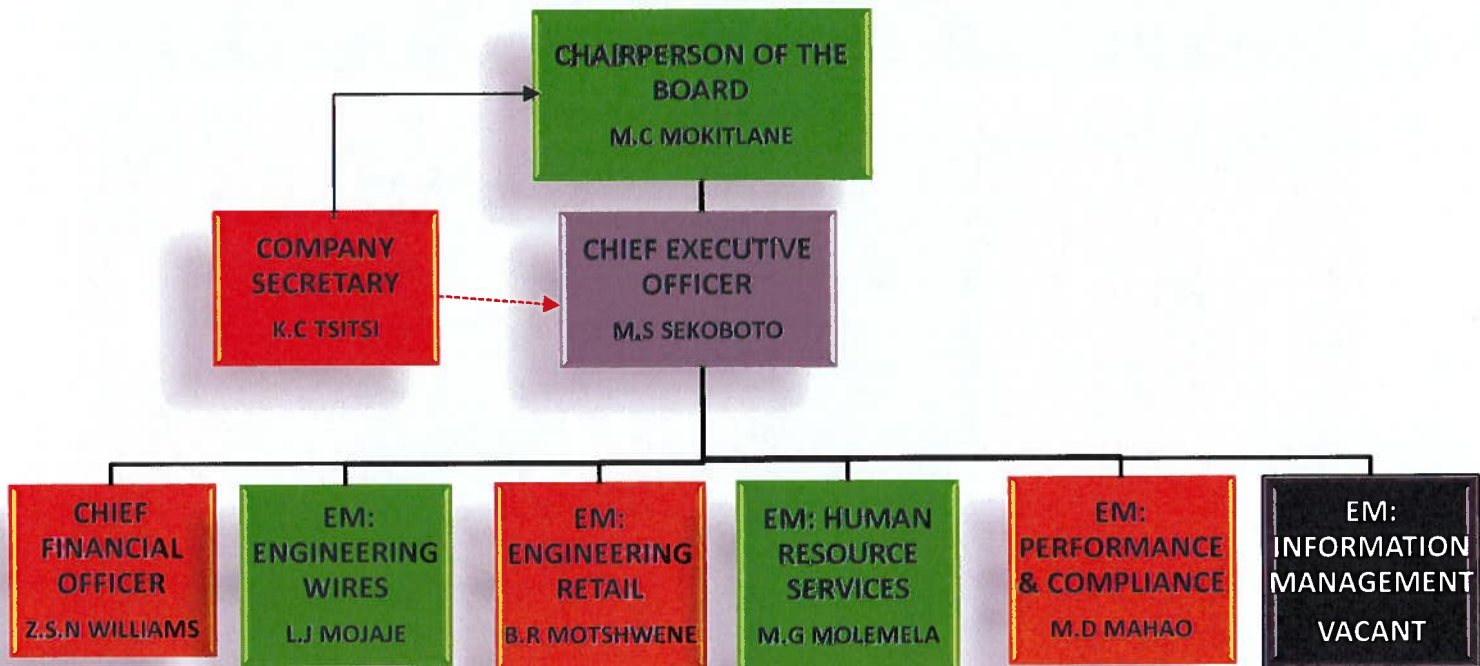 CHAIRPERSON OF THE
BOARD
M.C MOKITLANE
COMPANY
SECRETARY
K.C TSITSI
CHIEF EXECUTIVE
OFFICER
M.S SEKOBOTO
CHIEF
FINANCIAL
OFFICER
Z.S.N WILLIAMS
EM:
ENGINEERING
WIRES
L.J MOJAJE
EM:
ENGINEERING
RETAIL
B.R MOTSHWENE
EM: HUMAN
RESOURCE
SERVICES
M.G MOLEMELA
EM:
PERFORMANCE
& COMPLIANCE
M.D MAHAO
EM:
INFORMATION
MANAGEMENT
VACANT